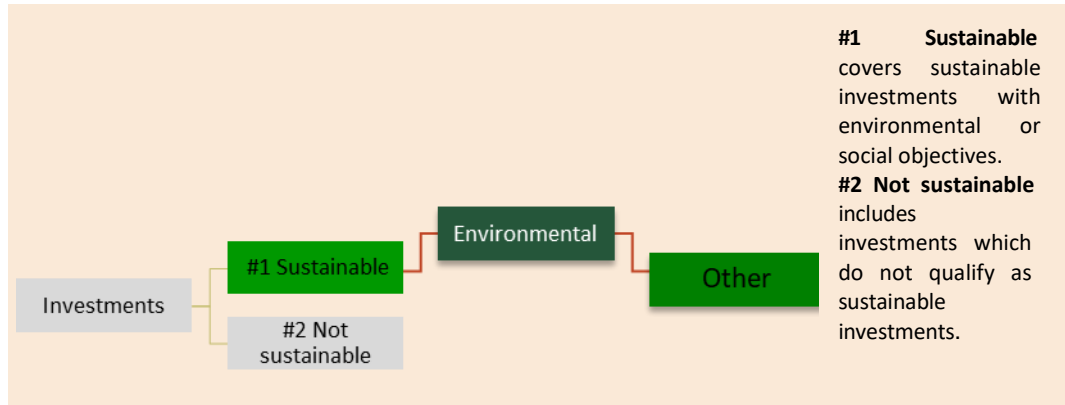 Investments
#1 Sustainable
#2 Not
sustainable
Environmental
Other
#1 Sustainable
covers sustainable
investments with
environmental or
social objectives.
#2 Not sustainable
includes
investments which
do not qualify as
sustainable
investments.